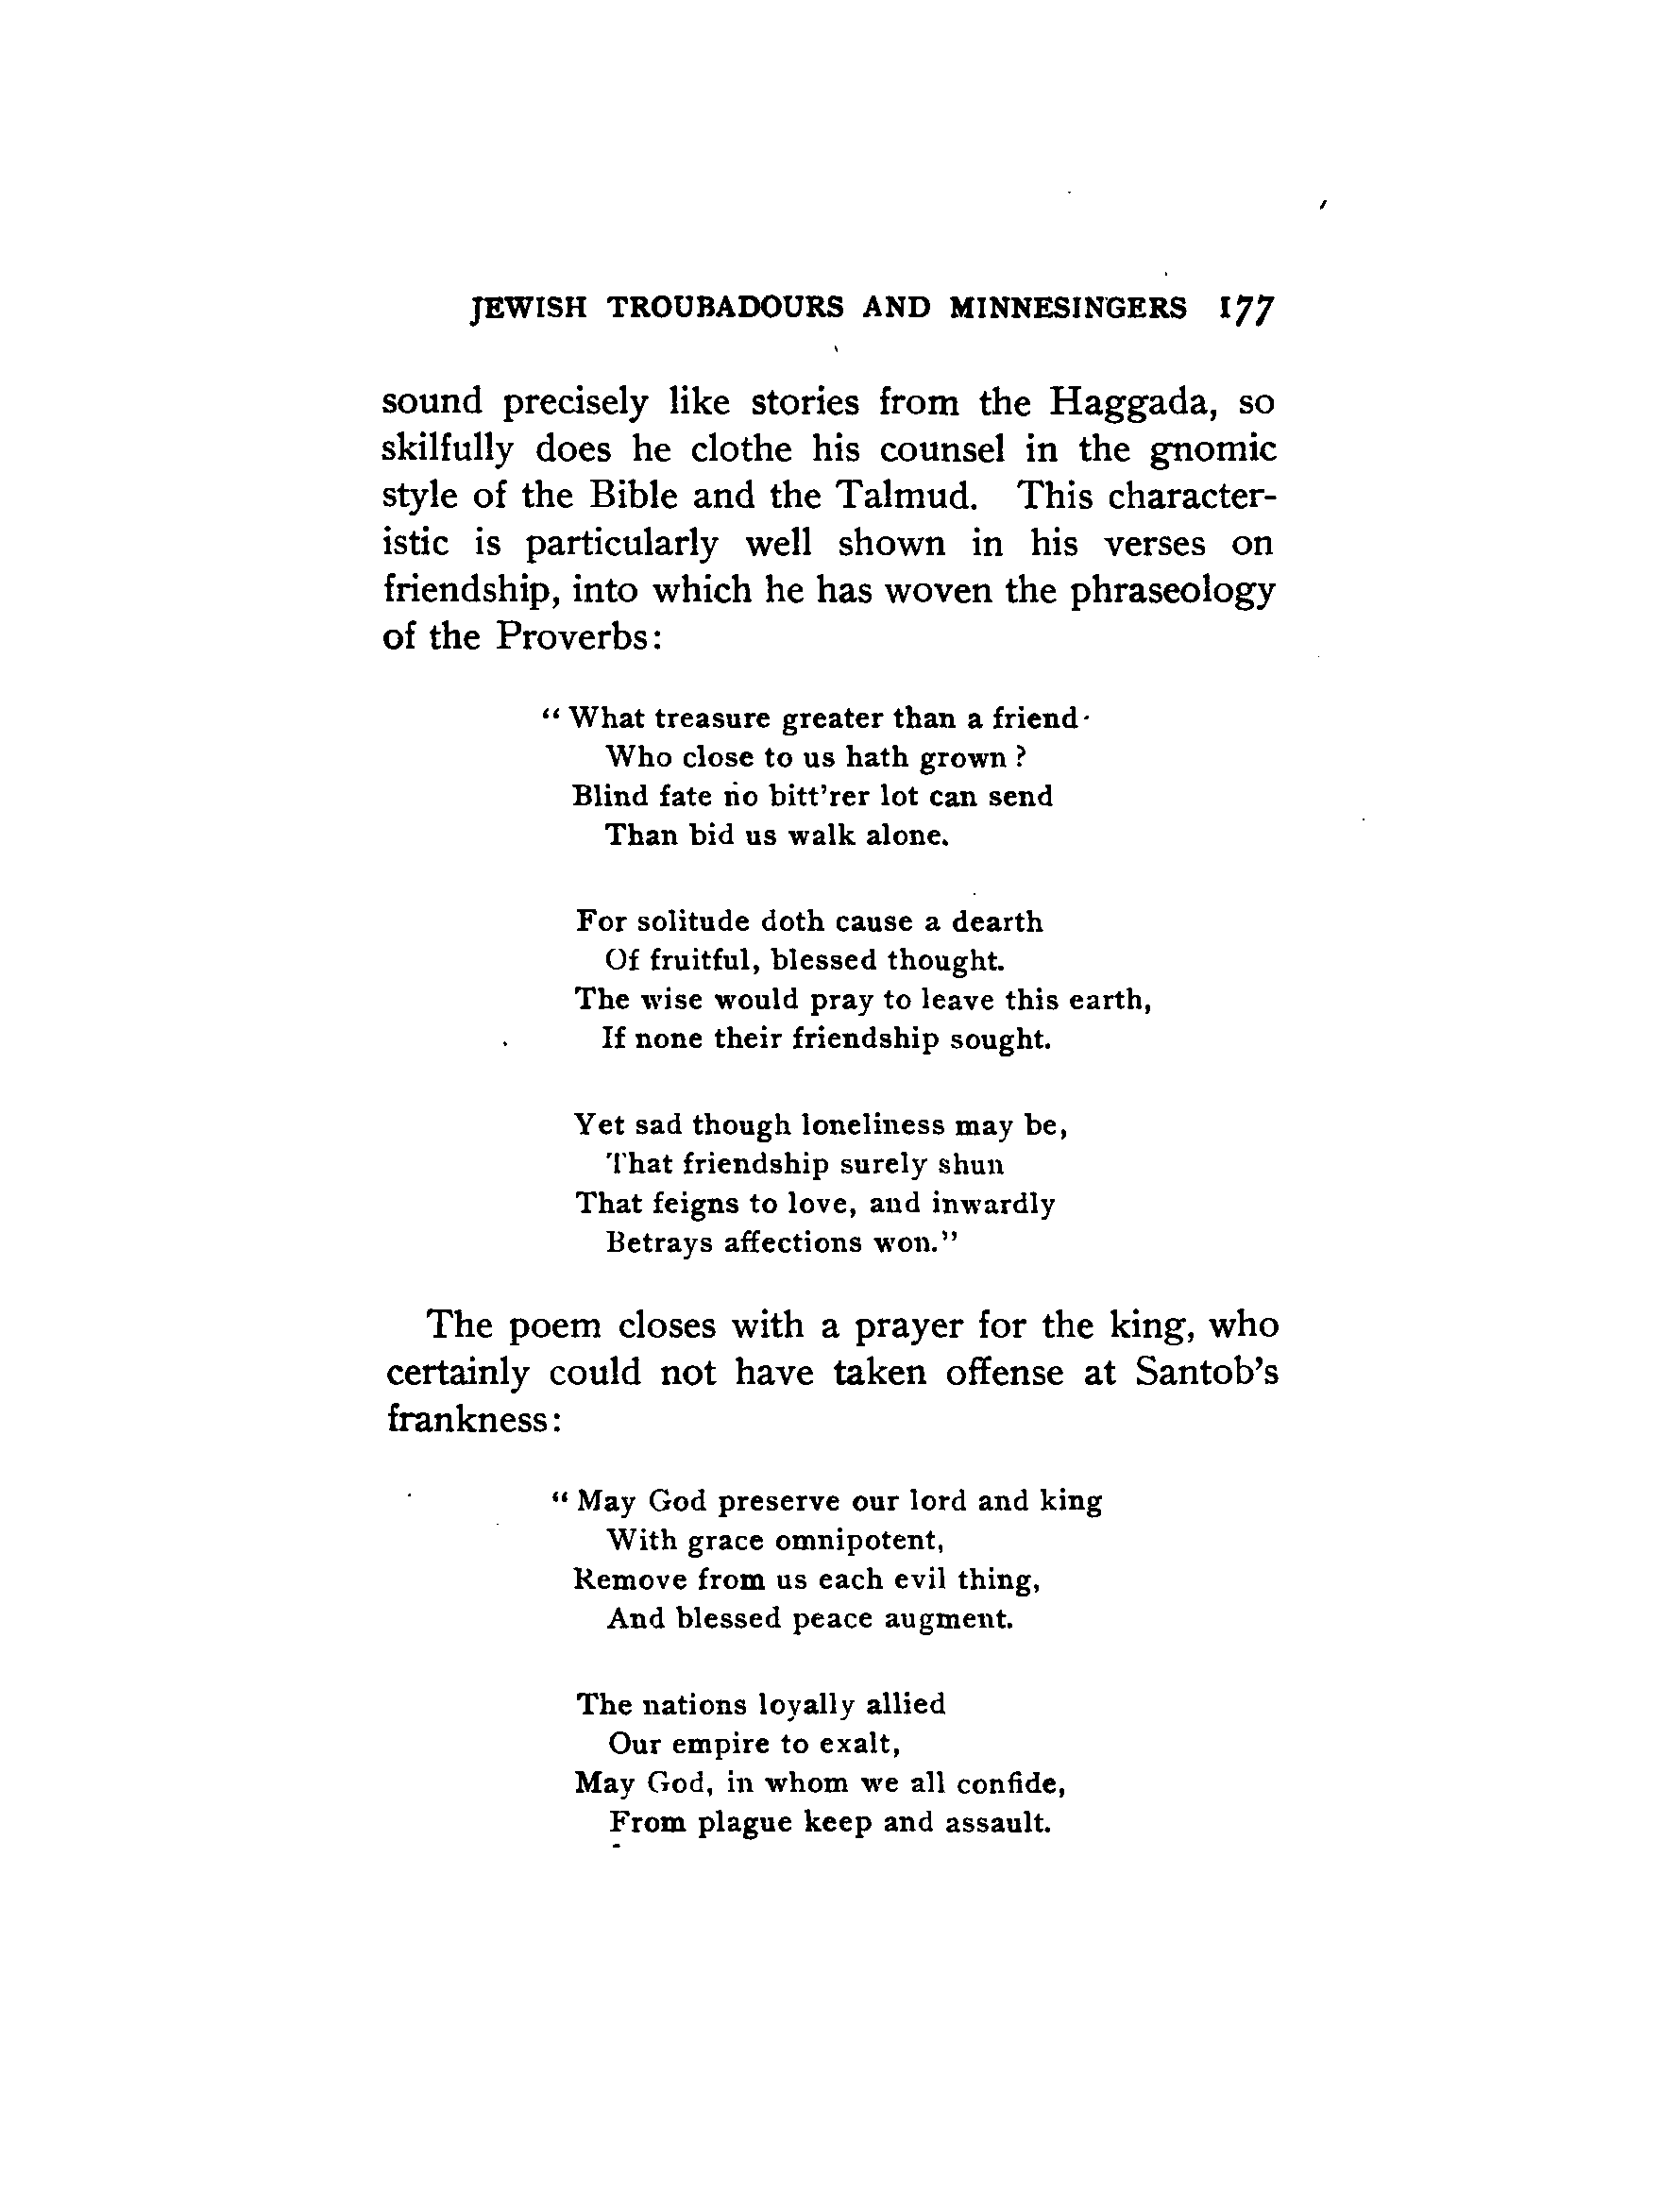 JEWISH TROUBADOURS AND MINNESINGERS 177
sound precisely like stories from the Haggada, so
skilfully does he clothe his counsel in the gnomic
style of the Bible and the Talmud. This character-
istic is particularly well shown in his verses on
friendship, into which he has woven the phraseology
of the Proverbs:
"What treasure greater than a friend
Who close to us hath grown?
Blind fate no bitt'rer lot can send
Than bid us walk alone.
For solitude doth cause a dearth
Of fruitful, blessed thought.
The wise would pray to leave this earth,
If none their friendship sought.
Yet sad though loneliness may be,
That friendship surely shun
That feigns to love, and inwardly
Betrays affections won."
The poem closes with a prayer for the king, who
certainly could not have taken offense at Santob's
frankness:
"May God preserve our lord and king
With grace omnipotent,
Remove from us each evil thing,
And blessed peace augment.
The nations loyally allied
Our empire to exalt,
May God, in whom we all confide,
From plague keep and assault.